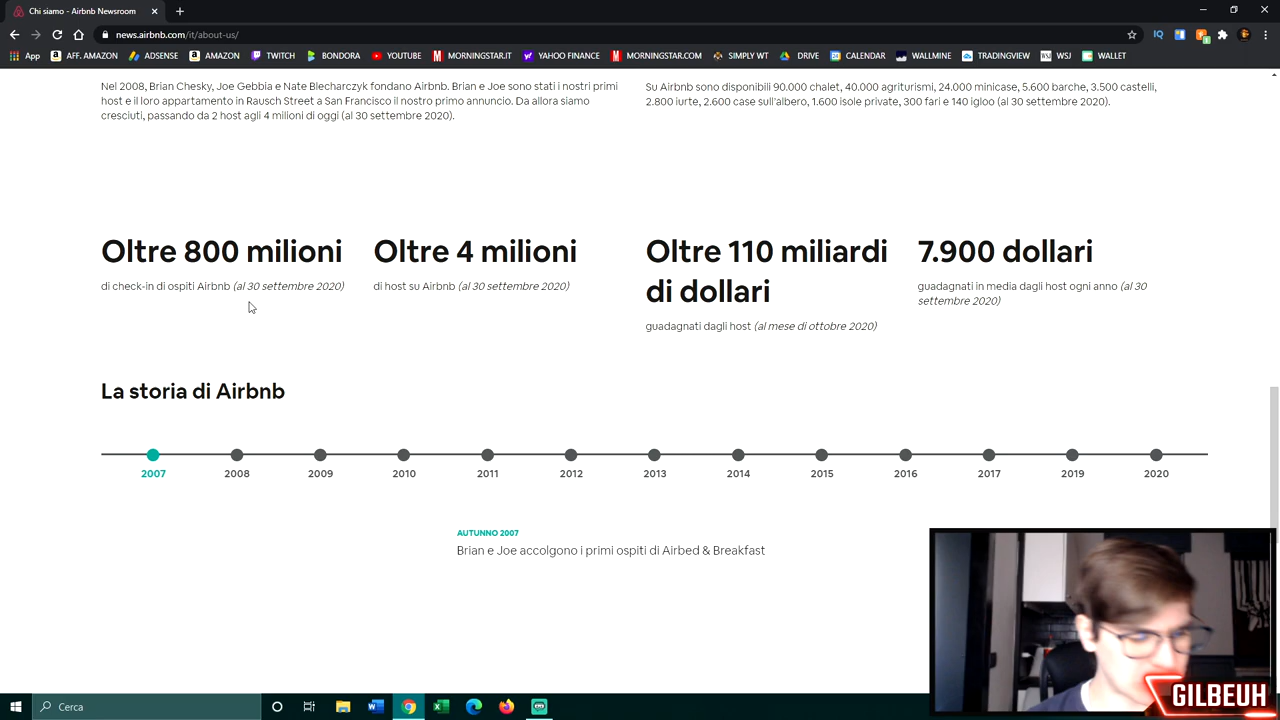 Chi siamo - Airbnb Newsroom
news.airbnb.com/it/about-us/
App AFF. AMAZON ADSENSE AMAZON TWITCH BONDORA YOUTUBE MORNINGSTAR.IT YAHOO FINANCE MORNINGSTAR.COM SIMPLY WT DRIVE CALENDAR WALLMINE TRADINGVIEW WSJ WALLET
Nel 2008, Brian Chesky, Joe Gebbia e Nate Blecharczyk fondano Airbnb. Brian e Joe sono stati i nostri primi
host e il loro appartamento in Rausch Street a San Francisco il nostro primo annuncio. Da allora siamo
cresciuti, passando da 2 host agli 4 milioni di oggi (al 30 settembre 2020).
Su Airbnb sono disponibili 90.000 chalet, 40.000 agriturismi, 24.000 minicase, 5.600 barche, 3.500 castelli,
2.800 iurte, 2.600 case sull'albero, 1.600 isole private, 300 fari e 140 igloo (al 30 settembre 2020).
Oltre 800 milioni
di check-in di ospiti Airbnb (al 30 settembre 2020)
Oltre 4 milioni
di host su Airbnb (al 30 settembre 2020)
Oltre 110 miliardi
di dollari
guadagnati dagli host (al mese di ottobre 2020)
7.900 dollari
guadagnati in media dagli host ogni anno (al 30
settembre 2020)
La storia di Airbnb
2007 2008 2009 2010 2011 2012 2013 2014 2015 2016 2017 2019 2020
AUTUNNO 2007
Brian e Joe accolgono i primi ospiti di Airbed & Breakfast
GILBEUH
Cerca